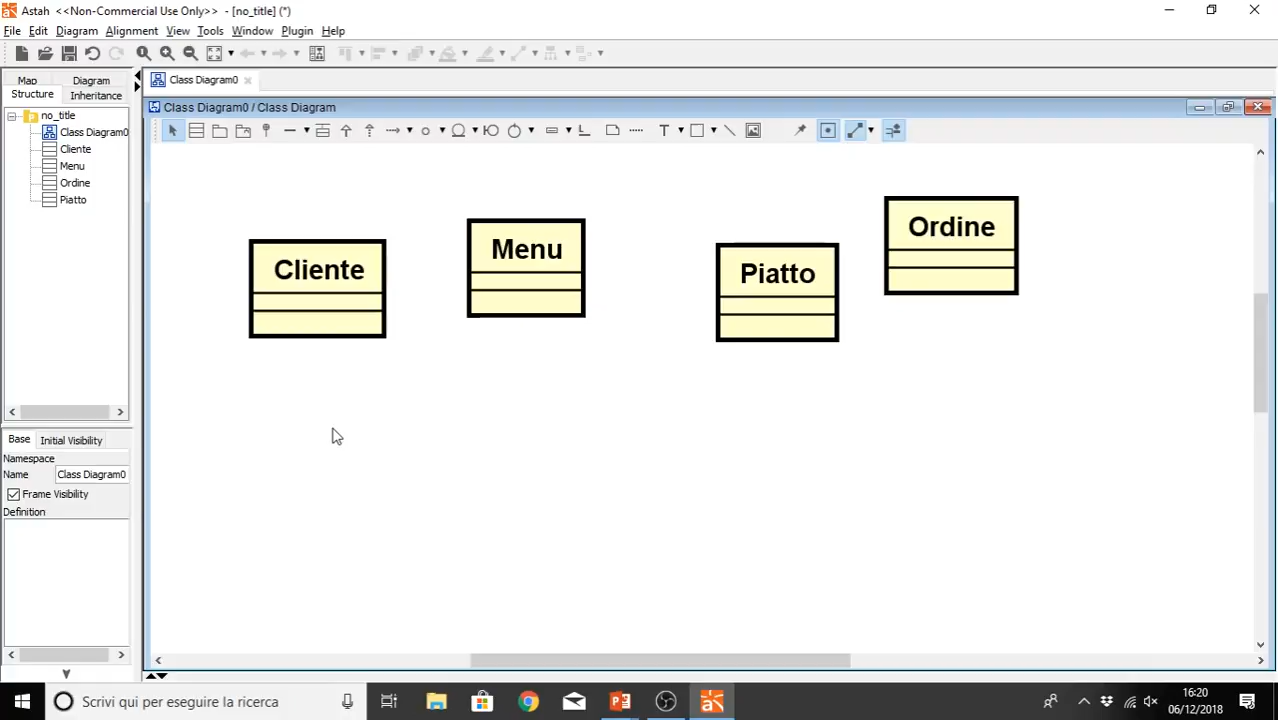 Astah <<Non-Commercial Use Only>> - [no_title] (*)
File Edit Diagram Alignment View Tools Window Plugin Help
Map Diagram
Structure Inheritance
Class Diagram0
no_title
Class Diagram0
Cliente
Menu
Ordine
Piatto
Class Diagram0 / Class Diagram
T
Cliente
Menu
Piatto
Ordine
Base Initial Visibility
Namespace
Name Class Diagram0
Frame Visibility
Definition
Scrivi qui per eseguire la ricerca
16:20
06/12/2018